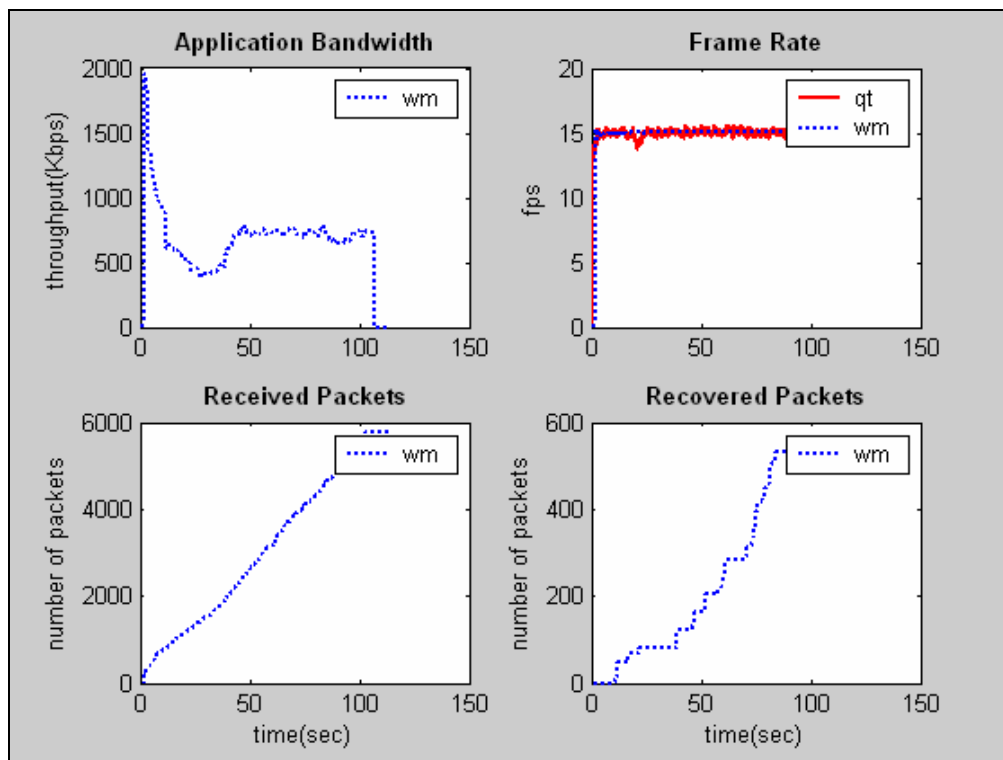 Application Bandwidth
throughput(Kbps)
2000
1500
1000
500
0
0 50 100 150
wm
Frame Rate
fps
20
15
10
5
0
0 50 100 150
qt
wm
Received Packets
number of packets
6000
4000
2000
0
0 50 100 150
time(sec)
wm
Recovered Packets
number of packets
600
400
200
0
0 50 100 150
time(sec)
wm